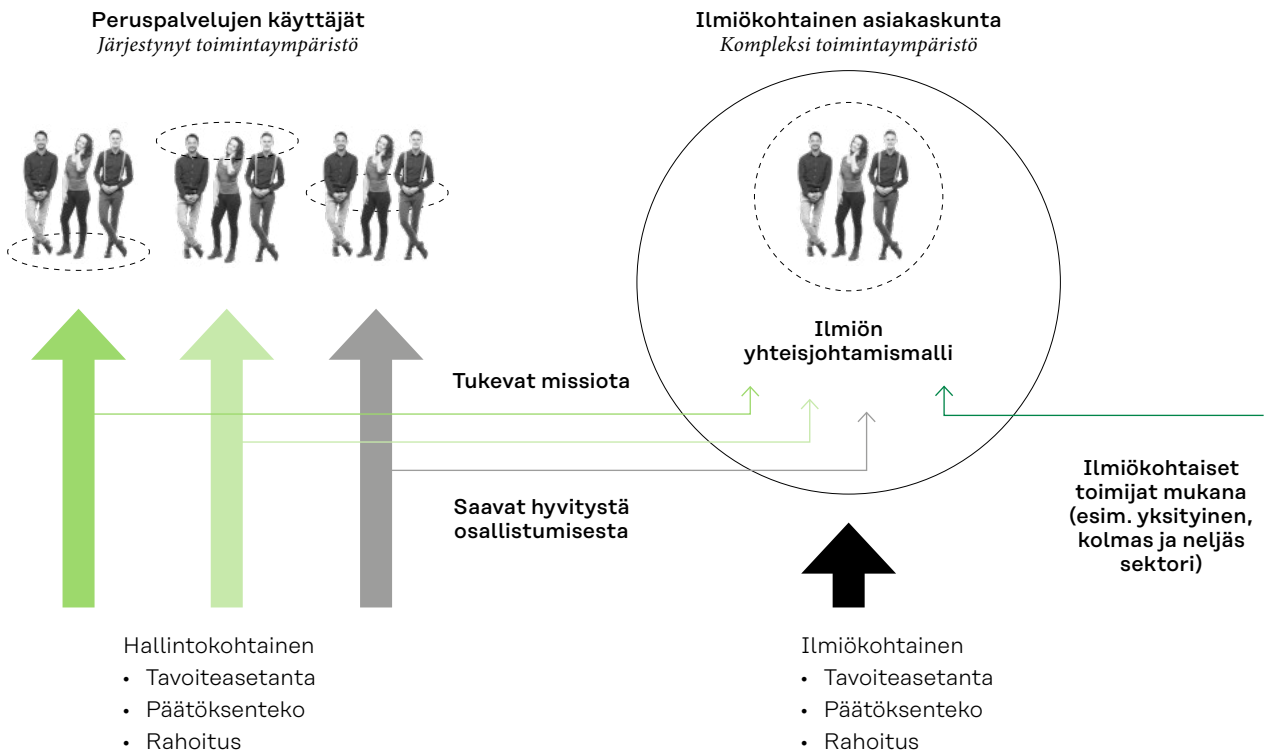 Peruspalvelujen käyttäjät
Järjestynyt toimintaympäristö
Ilmiökohtainen asiakaskunta
Kompleksi toimintaympäristö
Ilmiön
yhteisjohtamismalli
Tukevat missiota
Saavat hyvitystä
osallistumisesta
Ilmiökohtaiset
toimijat mukana
(esim. yksityinen,
kolmas ja neljäs
sektori)
Hallintokohtainen
• Tavoiteasetanta
• Päätöksenteko
• Rahoitus
Ilmiökohtainen
• Tavoiteasetanta
• Päätöksenteko
• Rahoitus